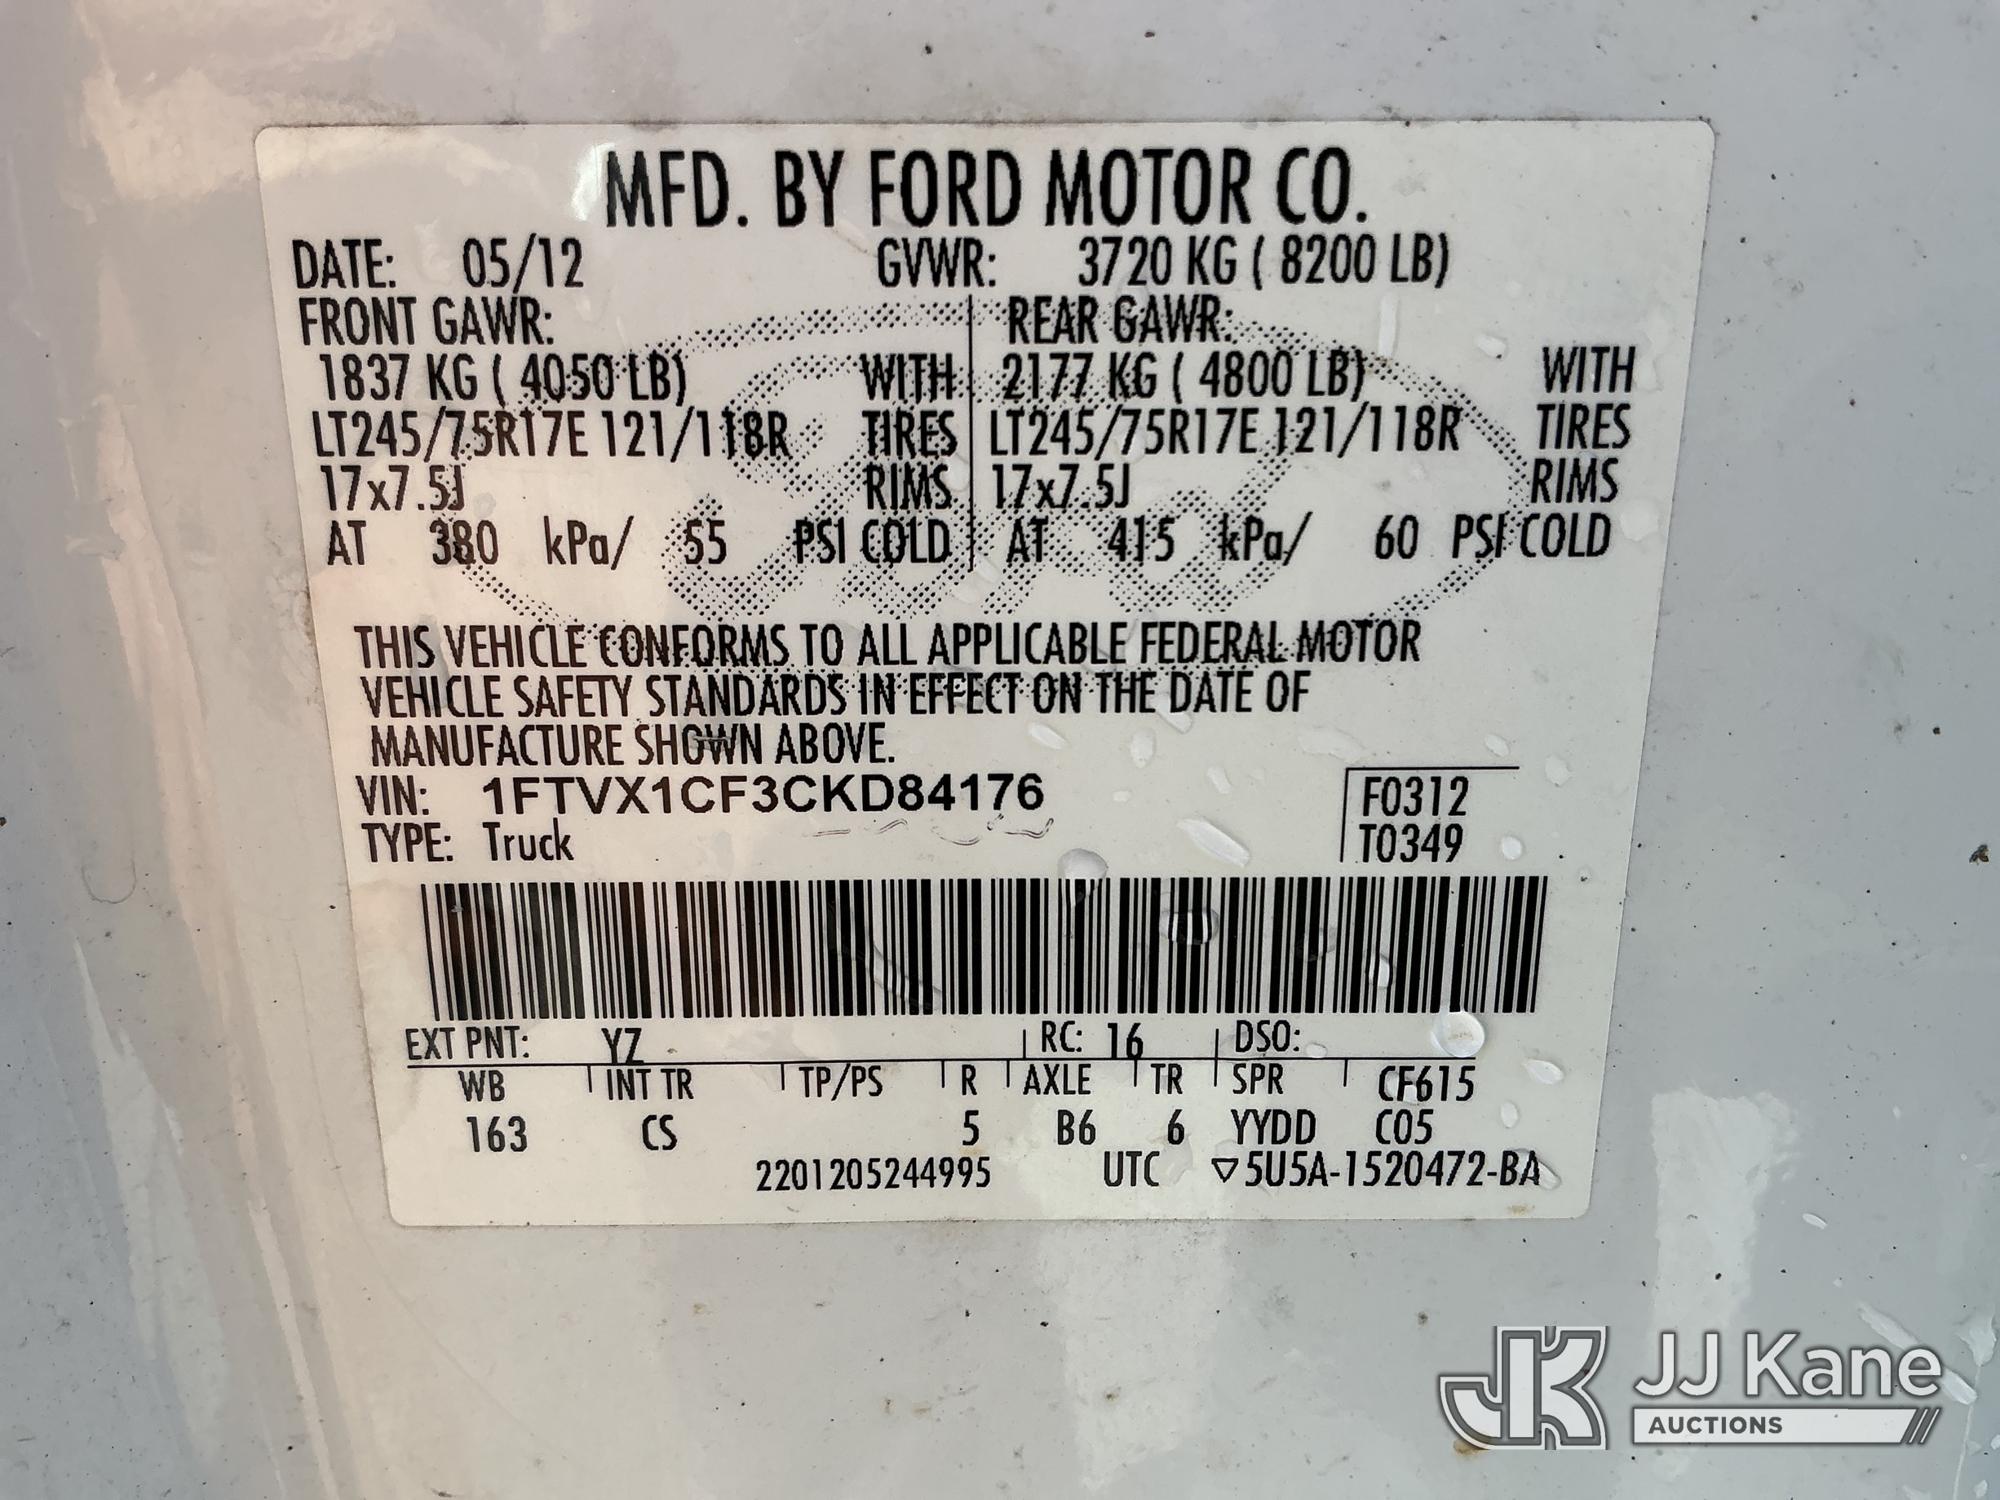 MFD. BY FORD MOTOR CO.
DATE: 05/12 GVWR: 3720 KG ( 8200 LB)
FRONT GAWR: REAR GAWR:
1837 KG ( 4050 LB) WITH 2177 KG ( 4800 LB) WITH
LT245/75R17E 121/118R TIRES LT245/75R17E 121/118R TIRES
17x7.5J RIMS 17x7.5J RIMS
AT 380 kPa/ 55 PSI COLD AT 415 kPa/ 60 PSI COLD
THIS VEHICLE CONFORMS TO ALL APPLICABLE FEDERAL MOTOR
VEHICLE SAFETY STANDARDS IN EFFECT ON THE DATE OF
MANUFACTURE SHOWN ABOVE.
VIN: 1FTVX1CF3CKD84176 F0312
TYPE: Truck T0349
EXT PNT: YZ RC: 16 DSO:
WB INT TR TP/PS R AXLE TR SPR CF615
163 CS 5 B6 6 YYDD C05
2201205244995 UTC ▽5U5A-1520472-BA
JK JJ Kane
AUCTIONS